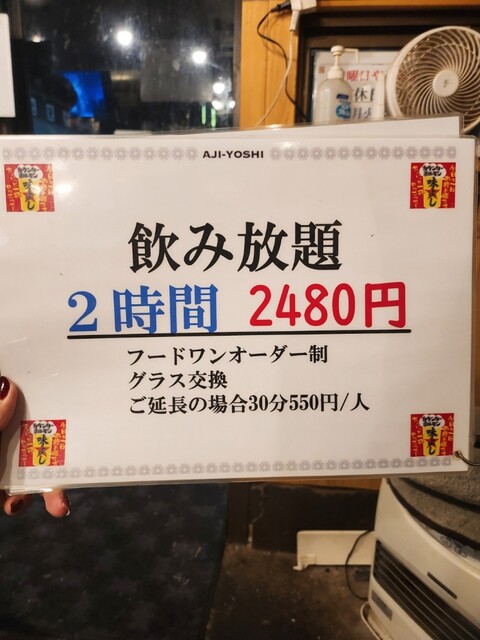 AJI-YOSHI
飲み放題
2時間 2480円
フードワンオーダー制
グラス交換
ご延長の場合30分550円/人